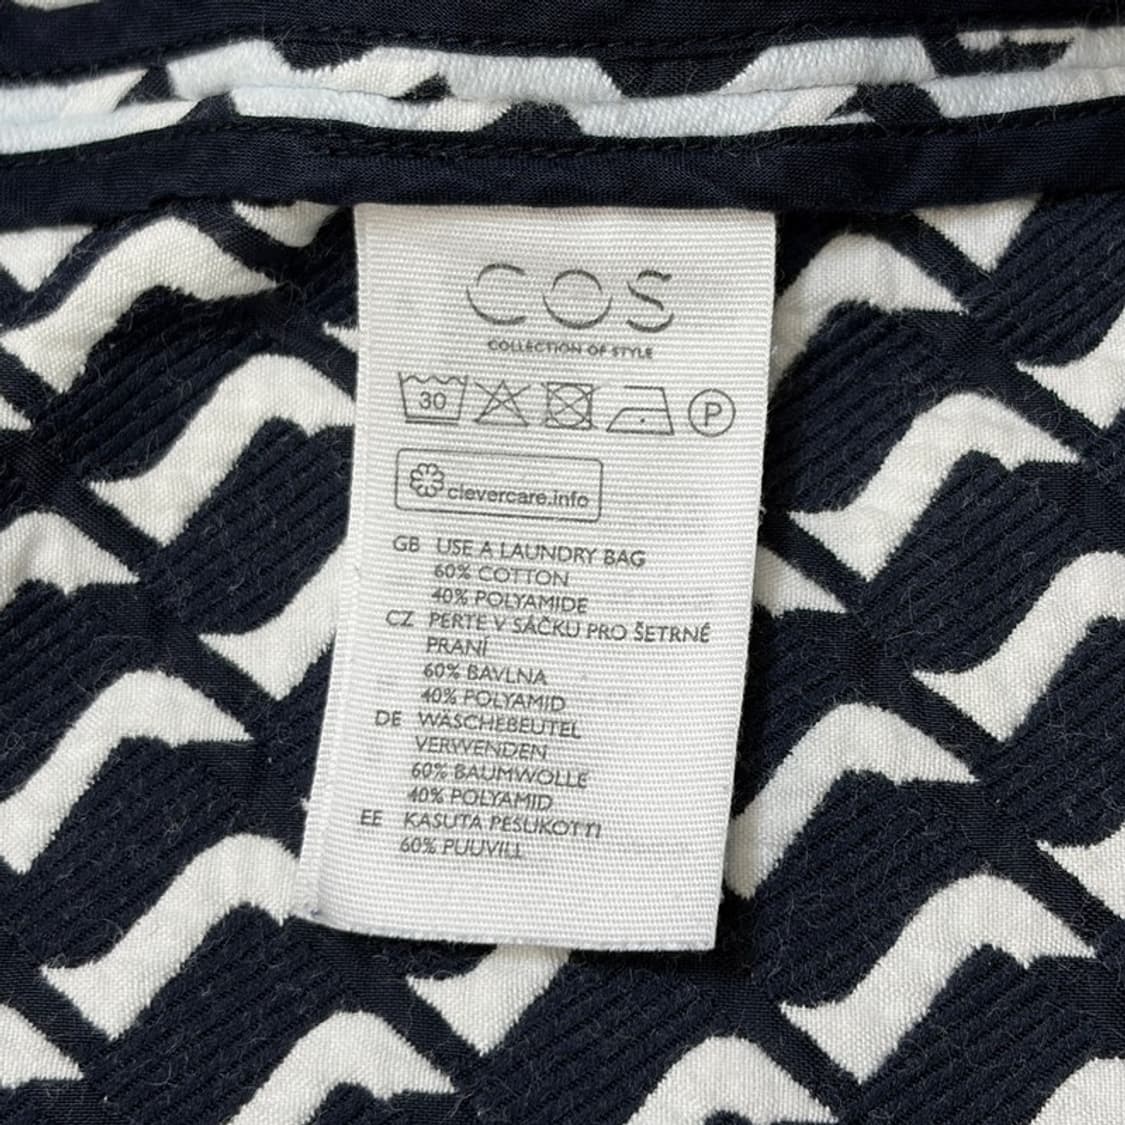 COS
COLLECTION OF STYLE
30 P
clevercare.info
GB USE A LAUNDRY BAG
60% COTTON
40% POLYAMIDE
CZ PERTE V SÁČKU PRO ŠETRNÉ
PRANÍ
60% BAVLNA
40% POLYAMID
DE WÄSCHEBEUTEL
VERWENDEN
60% BAUMWOLLE
40% POLYAMID
EE KASUTA PESUKOTTI
60% PUUVILL